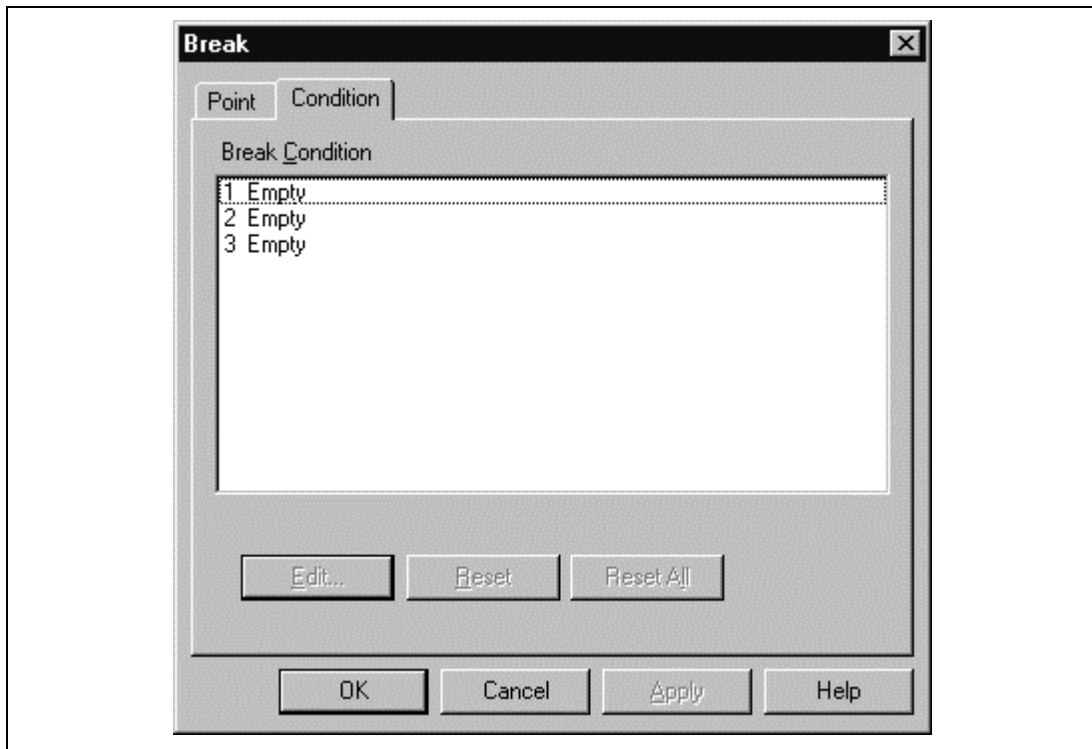 Break
Point Condition
Break Condition
1 Empty
2 Empty
3 Empty
Edit... Reset Reset All
OK Cancel Apply Help